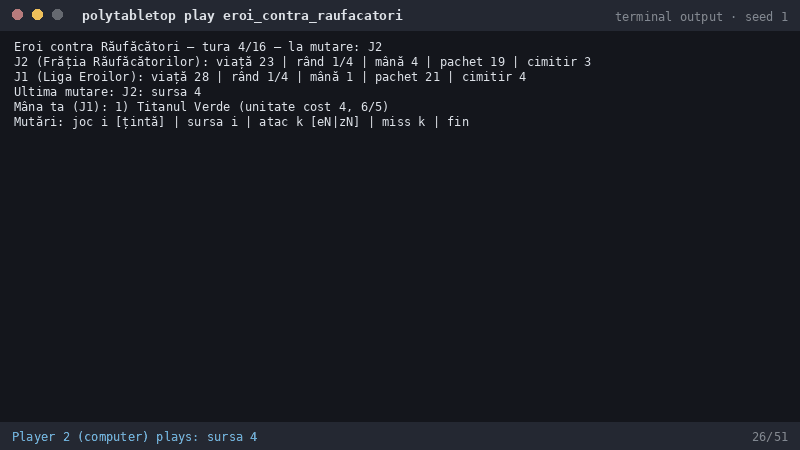 polytabletop play eroi_contra_raufacatori
terminal output · seed 1
Eroi contra Răufăcători — tura 4/16 — la mutare: J2
J2 (Frăția Răufăcătorilor): viață 23 | rând 1/4 | mână 4 | pachet 19 | cimitir 3
J1 (Liga Eroilor): viață 28 | rând 1/4 | mână 1 | pachet 21 | cimitir 4
Ultima mutare: J2: sursa 4
Mâna ta (J1): 1) Titanul Verde (unitate cost 4, 6/5)
Mutări: joc i [țintă] | sursa i | atac k [eN|zN] | miss k | fin
Player 2 (computer) plays: sursa 4
26/51